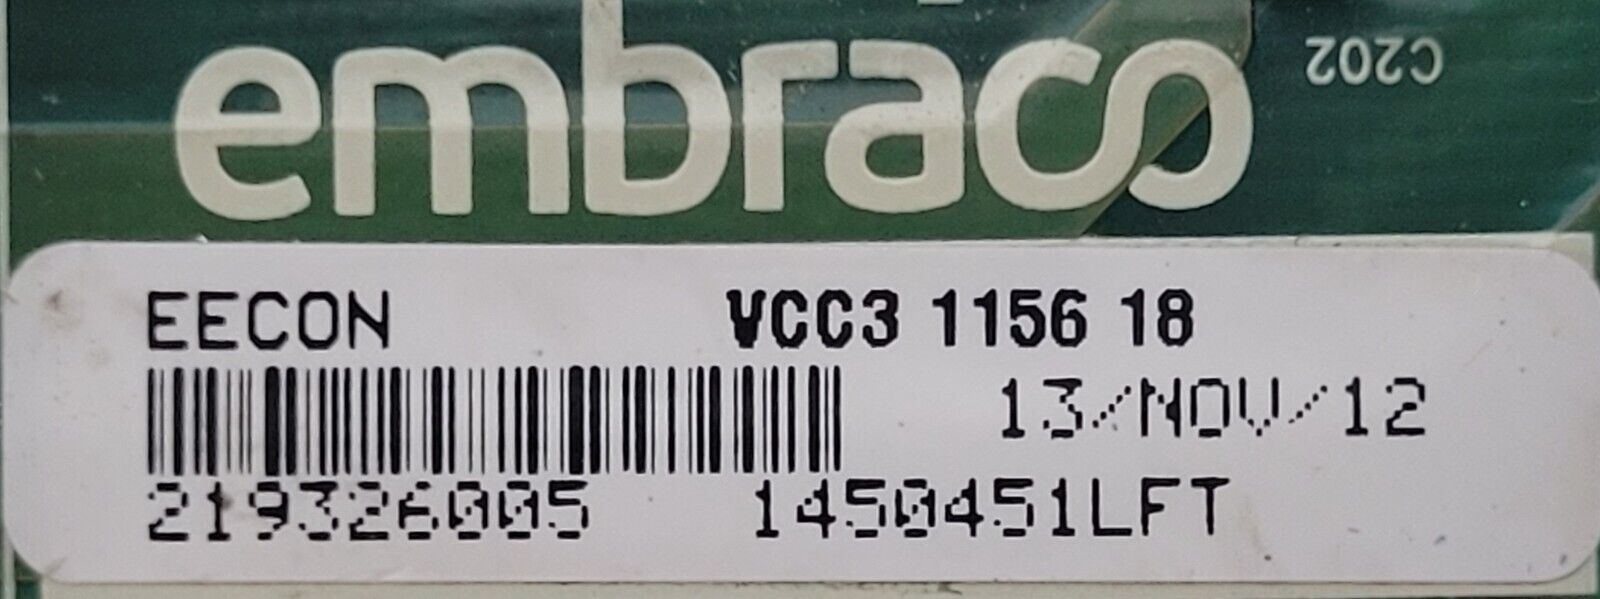 embraco
C202
EECON VCC3 1156 18
13/NOV/12
219326005 1450451LFT